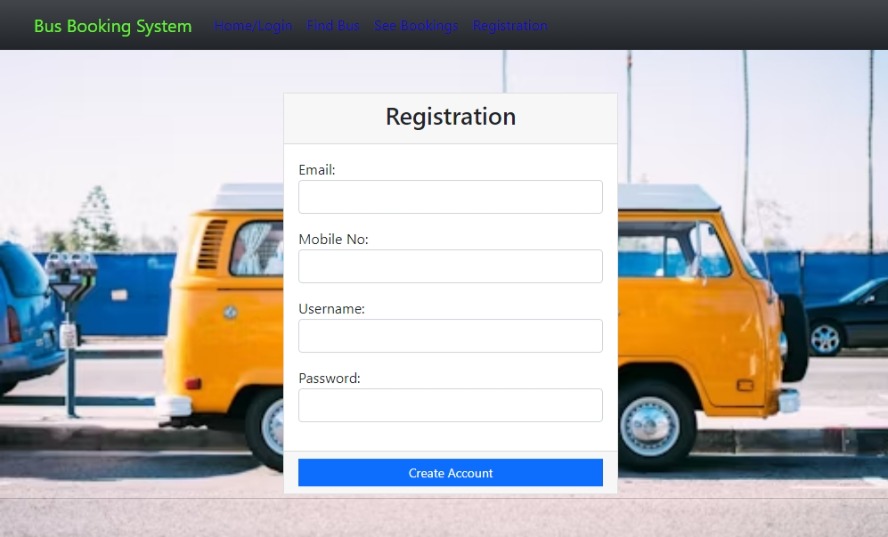 Bus Booking System Home/Login Find Bus See Bookings Registration
Registration
Email:
Mobile No:
Username:
Password:
Create Account